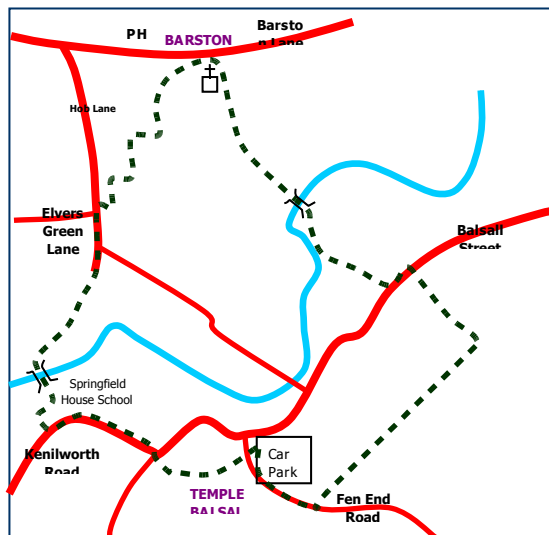 PH
BARSTON
Barsto
n Lane
Hob Lane
Elvers
Green
Lane
Balsall
Street
Springfield
House School
Kenilworth
Road
Car
Park
TEMPLE
BALSAL
Fen End
Road